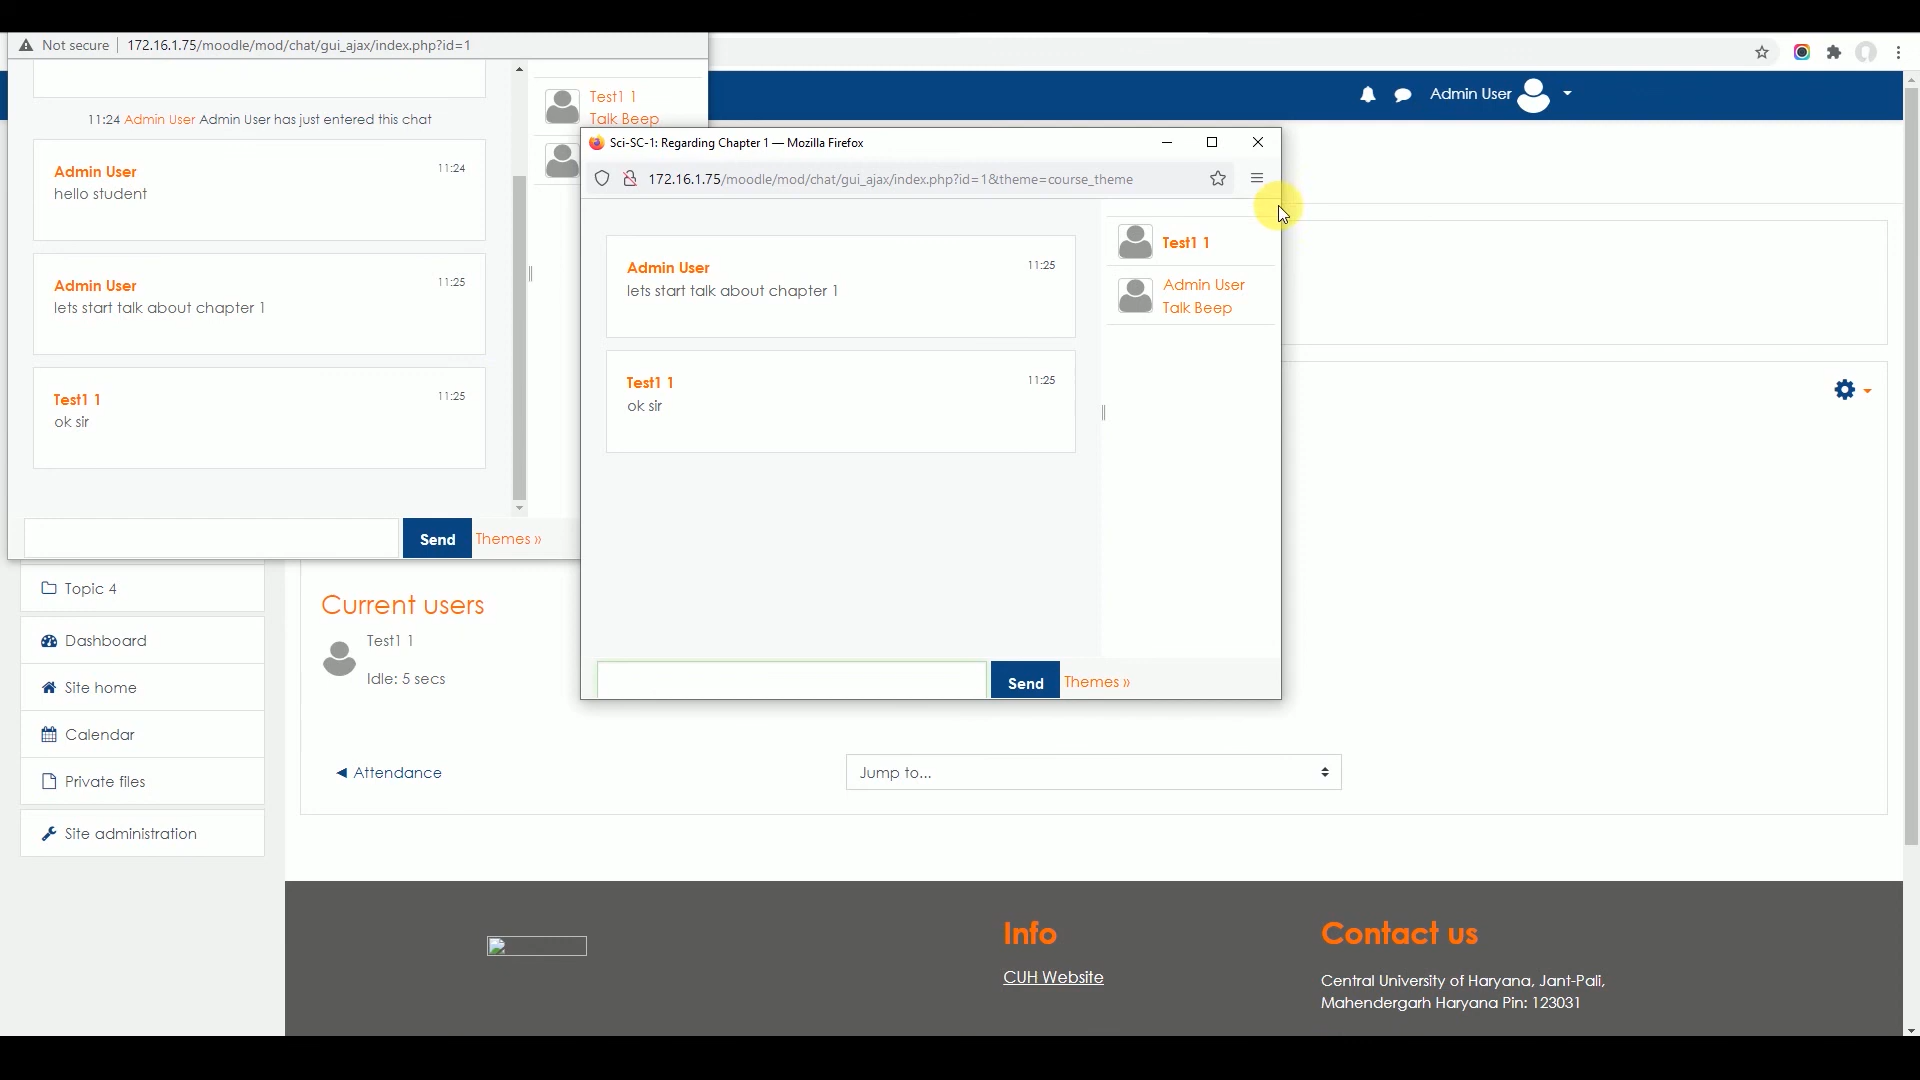 Not secure
172.16.1.75/moodle/mod/chat/gui_ajax/index.php?id=1
11:24 Admin User Admin User has just entered this chat
Admin User 11:24
hello student
Admin User 11:25
lets start talk about chapter 1
Test1 1 11:25
ok sir
Send
Themes »
Test1 1
Talk Beep
Admin User
Sci-SC-1: Regarding Chapter 1 — Mozilla Firefox
172.16.1.75/moodle/mod/chat/gui_ajax/index.php?id=1&theme=course_theme
Admin User 11:25
lets start talk about chapter 1
Test1 1 11:25
ok sir
Test1 1
Admin User
Talk Beep
Send
Themes »
Topic 4
Dashboard
Site home
Calendar
Private files
Site administration
Current users
Test1 1
Idle: 5 secs
◄ Attendance
Jump to...
Info
CUH Website
Contact us
Central University of Haryana, Jant-Pali,
Mahendergarh Haryana Pin: 123031